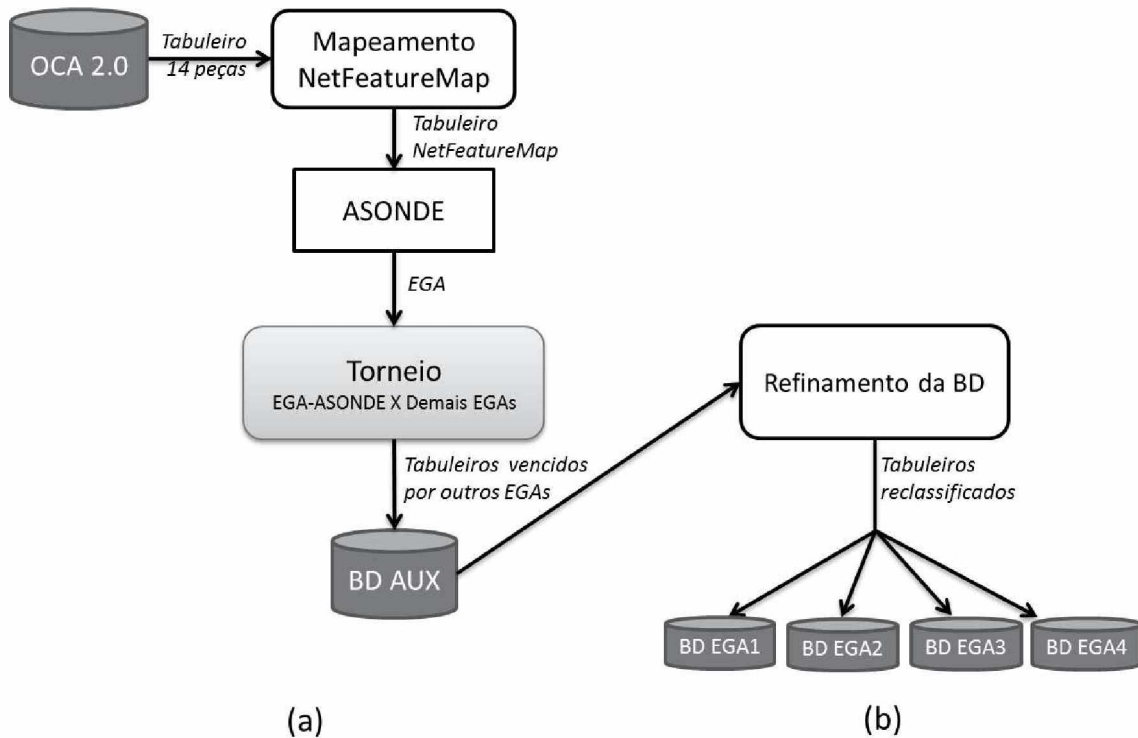 OCA 2.0
Tabuleiro
14 peças
Mapeamento
NetFeatureMap
Tabuleiro
NetFeatureMap
ASONDE
EGA
Torneio
EGA-ASONDE X Demais EGAs
Tabuleiros vencidos
por outros EGAs
BD AUX
Refinamento da BD
Tabuleiros
reclassificados
BD EGA1
BD EGA2
BD EGA3
BD EGA4
(a)
(b)